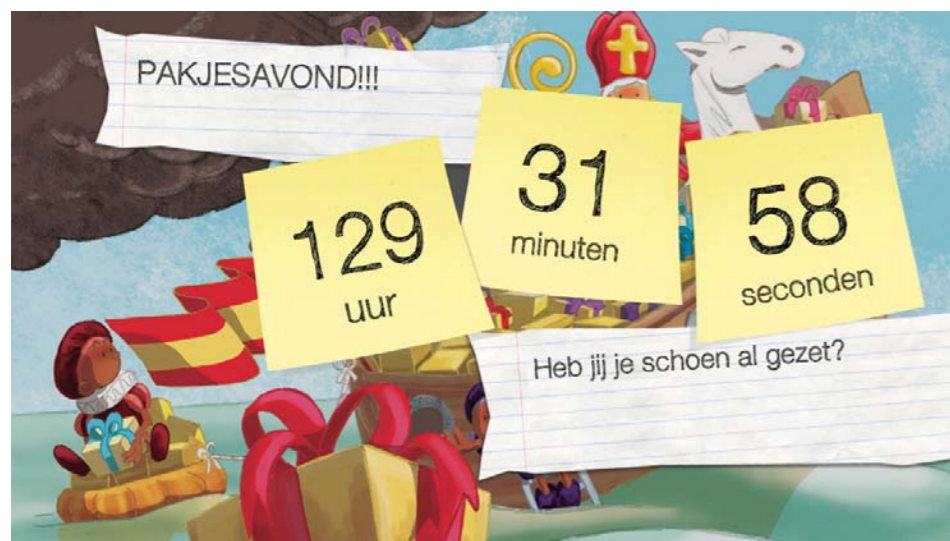 PAKJESAVOND!!!
129
uur
31
minuten
58
seconden
Heb jij je schoen al gezet?